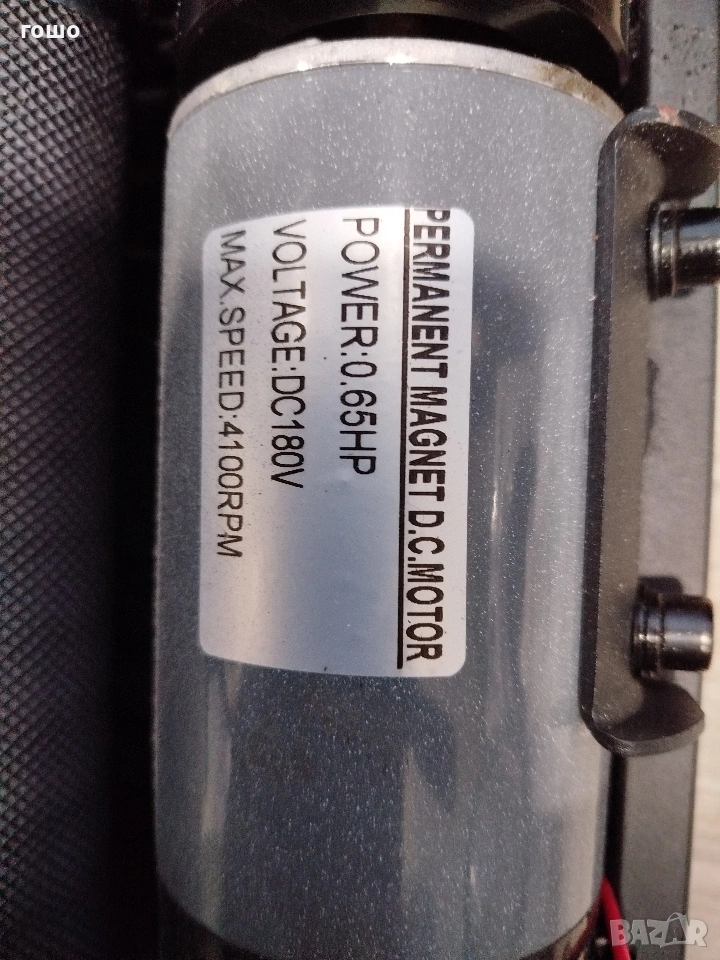 гошо
PERMANENT MAGNET D.C.MOTOR
POWER:0.65HP
VOLTAGE:DC180V
MAX.SPEED:4100RPM
BAZAR